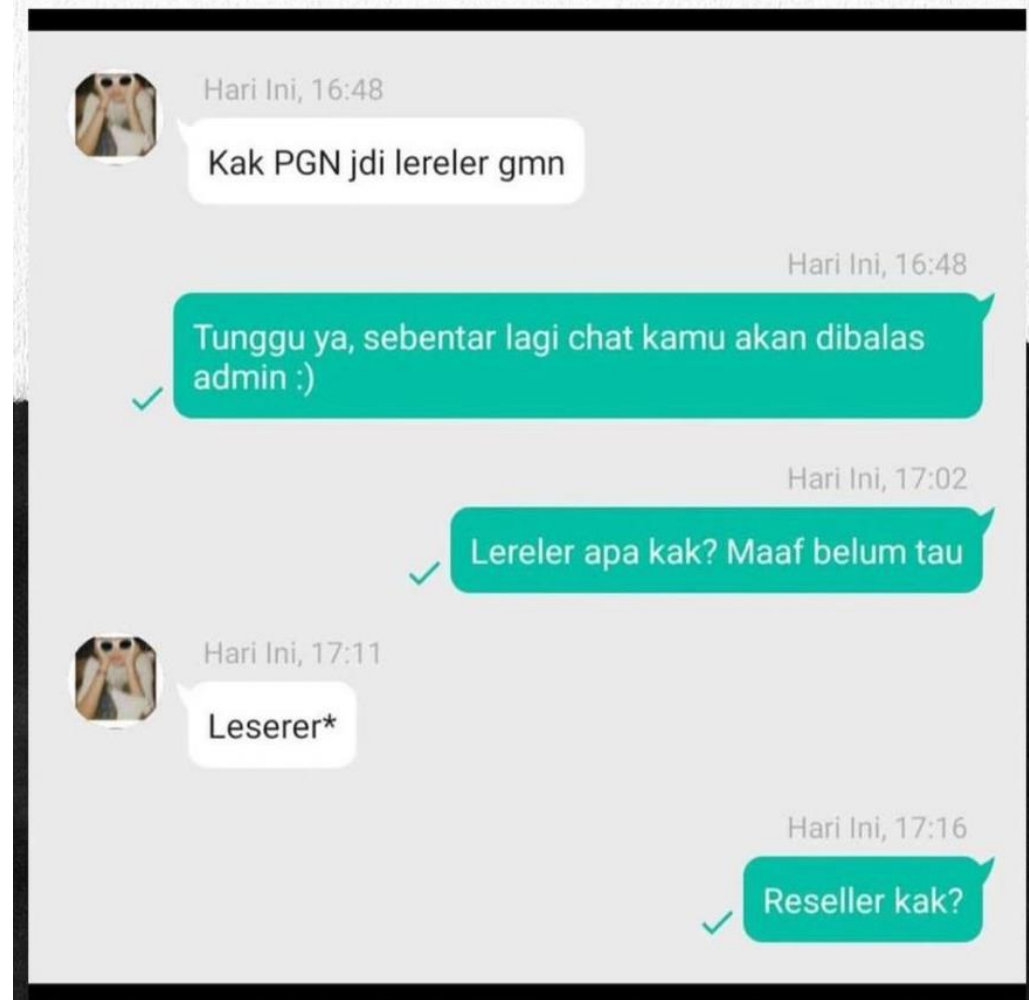 Hari Ini, 16:48
Kak PGN jdi lereler gmn
Hari Ini, 16:48
Tunggu ya, sebentar lagi chat kamu akan dibalas
admin :)
Hari Ini, 17:02
Lereler apa kak? Maaf belum tau
Hari Ini, 17:11
Leserer*
Hari Ini, 17:16
Reseller kak?